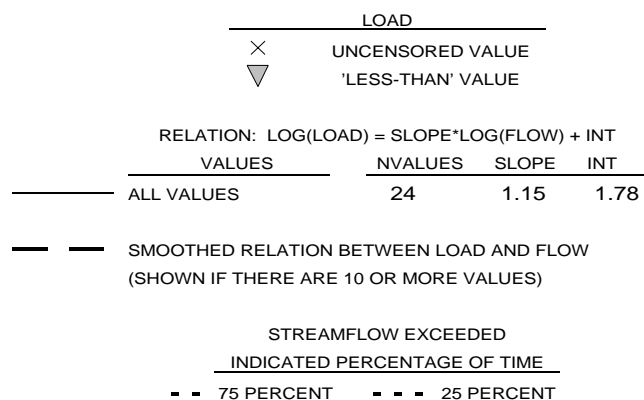 LOAD
UNCENSORED VALUE
'LESS-THAN' VALUE
RELATION: LOG(LOAD) = SLOPE*LOG(FLOW) + INT
VALUES NVALUES SLOPE INT
ALL VALUES 24 1.15 1.78
SMOOTHED RELATION BETWEEN LOAD AND FLOW
(SHOWN IF THERE ARE 10 OR MORE VALUES)
STREAMFLOW EXCEEDED
INDICATED PERCENTAGE OF TIME
75 PERCENT 25 PERCENT